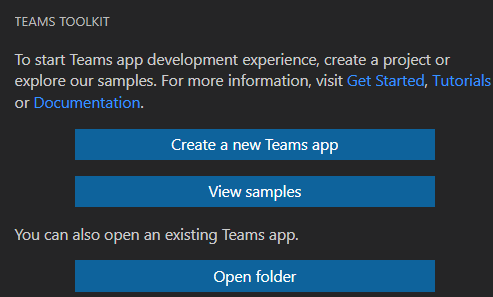 TEAMS TOOLKIT
To start Teams app development experience, create a project or
explore our samples. For more information, visit Get Started, Tutorials
or Documentation.
Create a new Teams app
View samples
You can also open an existing Teams app.
Open folder